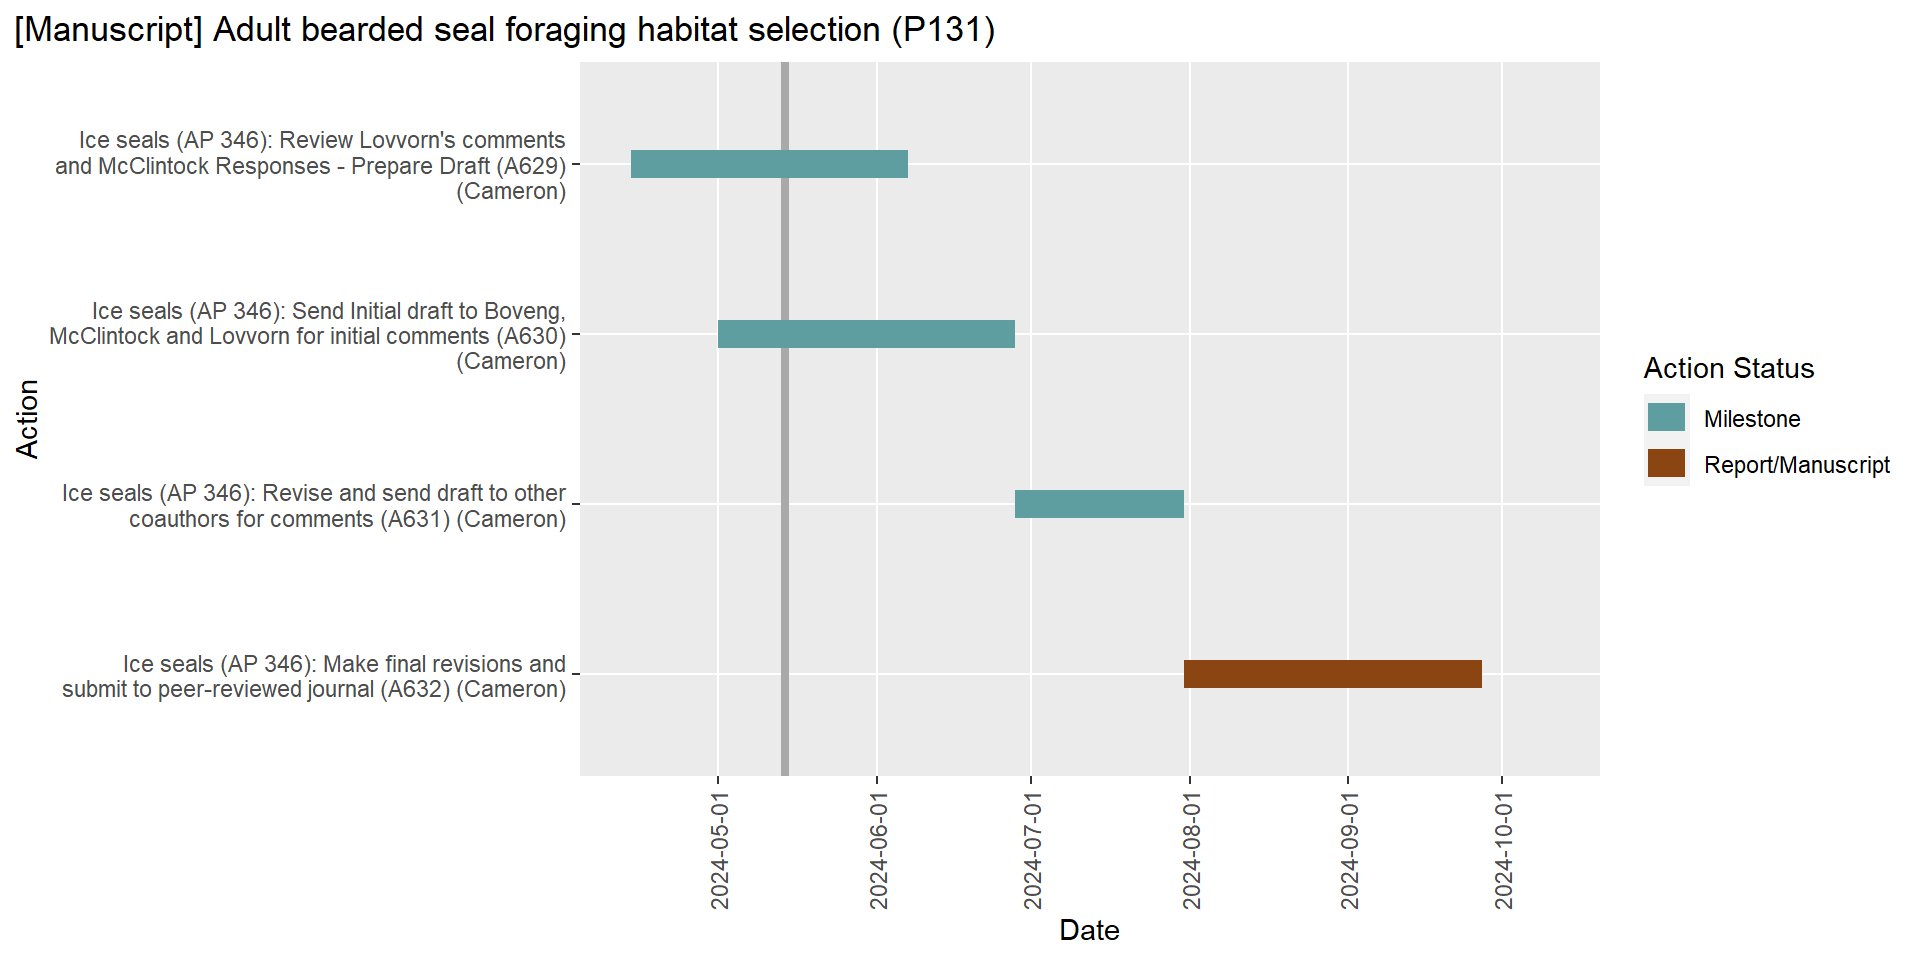 [Manuscript] Adult bearded seal foraging habitat selection (P131)
Ice seals (AP 346): Review Lovvorn's comments
and McClintock Responses - Prepare Draft (A629)
(Cameron)
Ice seals (AP 346): Send Initial draft to Boveng,
McClintock and Lovvorn for initial comments (A630)
(Cameron)
Ice seals (AP 346): Revise and send draft to other
coauthors for comments (A631) (Cameron)
Ice seals (AP 346): Make final revisions and
submit to peer-reviewed journal (A632) (Cameron)
Action
2024-05-01
2024-06-01
2024-07-01
2024-08-01
2024-09-01
2024-10-01
Date
Action Status
Milestone
Report/Manuscript